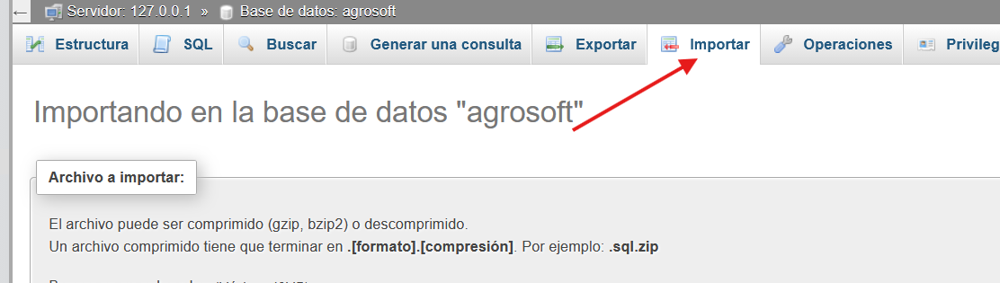 ← Servidor: 127.0.0.1 » Base de datos: agrosoft
Estructura SQL Buscar Generar una consulta Exportar Importar Operaciones Privileg
Importando en la base de datos "agrosoft"
Archivo a importar:
El archivo puede ser comprimido (gzip, bzip2) o descomprimido.
Un archivo comprimido tiene que terminar en .[formato].[compresión]. Por ejemplo: .sql.zip